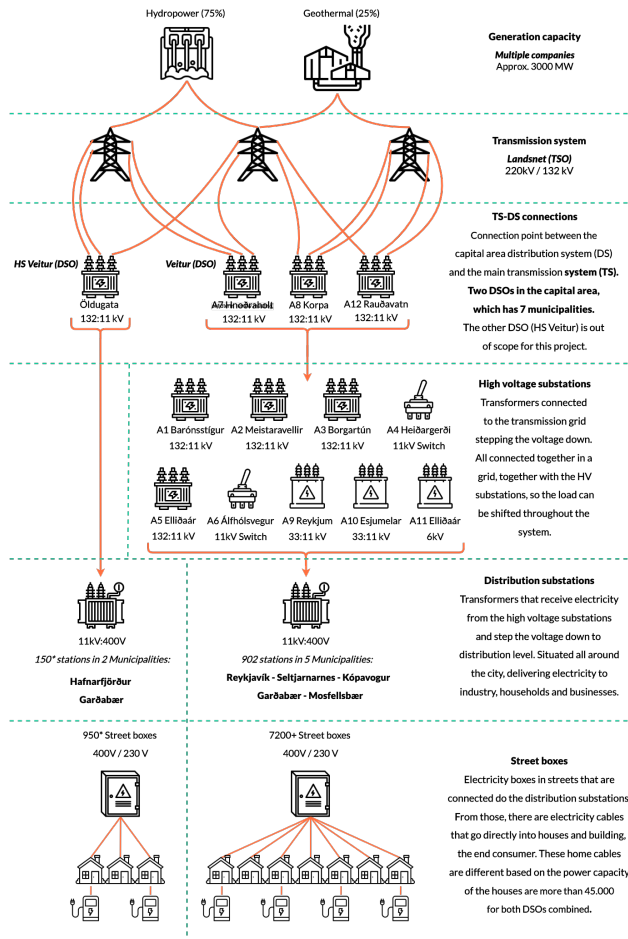 Hydropower (75%)
Geothermal (25%)
Generation capacity
Multiple companies
Approx. 3000 MW
Transmission system
Landsnet (TSO)
220kV / 132 kV
TS-DS connections
Connection point between the
capital area distribution system (DS)
and the main transmission system (TS).
Two DSOs in the capital area,
which has 7 municipalities.
The other DSO (HS Veitur) is out
of scope for this project.
HS Veitur (DSO)
Veitur (DSO)
Öldugata
132:11 kV
A7 Hnoðraholt
132:11 kV
A8 Korpa
132:11 kV
A12 Rauðavatn
132:11 kV
High voltage substations
Transformers connected
to the transmission grid
stepping the voltage down.
All connected together in a
grid, together with the HV
substations, so the load can
be shifted throughout the
system.
A1 Barónsstígur
132:11 kV
A2 Meistaravellir
132:11 kV
A3 Borgartún
132:11 kV
A4 Heiðargerði
11kV Switch
A5 Elliðaár
132:11 kV
A6 Álfhólsvegur
11kV Switch
A9 Reykjum
33:11 kV
A10 Esjumelar
33:11 kV
A11 Elliðaár
6kV
Distribution substations
Transformers that receive electricity
from the high voltage substations
and step the voltage down to
distribution level. Situated all around
the city, delivering electricity to
industry, households and businesses.
11kV:400V
150* stations in 2 Municipalities:
Hafnarfjörður
Garðabær
11kV:400V
902 stations in 5 Municipalities:
Reykjavík - Seltjarnarnes - Kópavogur
Garðabær - Mosfellsbær
950* Street boxes
400V / 230 V
7200+ Street boxes
400V / 230 V
Street boxes
Electricity boxes in streets that are
connected do the distribution substations
From those, there are electricity cables
that go directly into houses and building,
the end consumer. These home cables
are different based on the power capacity
of the houses are more than 45.000
for both DSOs combined.